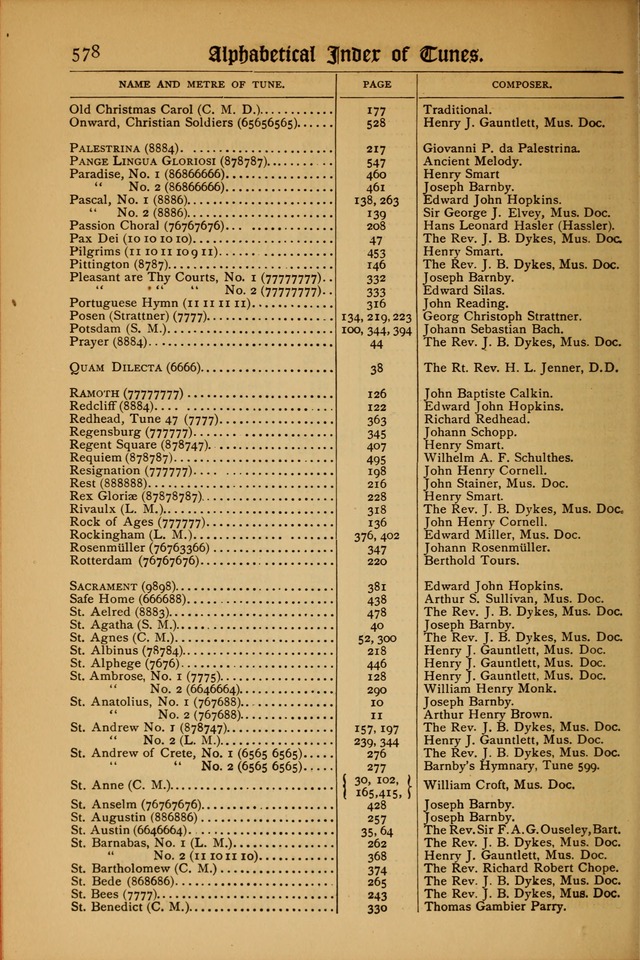 578 Alphabetical Index of Tunes.
NAME AND METRE OF TUNE. PAGE COMPOSER.
Old Christmas Carol (C. M. D.)........... 177 Traditional.
Onward, Christian Soldiers (65656565)...... 528 Henry J. Gauntlett, Mus. Doc.
PALESTRINA (8884)....................... 217 Giovanni P. da Palestrina.
PANGE LINGUA GLORIOSI (878787)......... 547 Ancient Melody.
Paradise, No. 1 (86866666)................ 460 Henry Smart
“ No. 2 (86866666)................ 461 Joseph Barnby.
Pascal, No. 1 (8886)...................... 138, 263 Edward John Hopkins.
“ No. 2 (8886)...................... 139 Sir George J. Elvey, Mus. Doc.
Passion Choral (76767676)................ 208 Hans Leonard Hasler (Hassler).
Pax Dei (10 10 10 10)..................... 47 The Rev. J. B. Dykes, Mus. Doc.
Pilgrims (11 10 11 10 9 11)................. 453 Henry Smart.
Pittington (8787)......................... 146 The Rev. J. B. Dykes, Mus. Doc.
Pleasant are Thy Courts, No. 1 (77777777).. 332 Joseph Barnby.
“ “ “ No. 2 (77777777).. 333 Edward Silas.
Portuguese Hymn (11 11 11 11)............. 316 John Reading.
Posen (Strattner) (7777)................... 134, 219, 223 Georg Christoph Strattner.
Potsdam (S. M.)......................... 100, 344, 394 Johann Sebastian Bach.
Prayer (8884)............................ 44 The Rev. J. B. Dykes, Mus. Doc.
QUAM DILECTA (6666)..................... 38 The Rt. Rev. H. L. Jenner, D.D.
RAMOTH (77777777)...................... 126 John Baptiste Calkin.
Redcliff (8884)........................... 122 Edward John Hopkins.
Redhead, Tune 47 (7777).................. 363 Richard Redhead.
Regensburg (777777)..................... 345 Johann Schopp.
Regent Square (878747)................... 407 Henry Smart.
Requiem (878787)........................ 495 Wilhelm A. F. Schulthes.
Resignation (777777)..................... 198 John Henry Cornell.
Rest (888888)............................ 216 John Stainer, Mus. Doc.
Rex Gloriæ (87878787).................... 228 Henry Smart.
Rivaulx (L. M.).......................... 318 The Rev. J. B. Dykes, Mus. Doc.
Rock of Ages (777777).................... 136 John Henry Cornell.
Rockingham (L. M.)...................... 376, 402 Edward Miller, Mus. Doc.
Rosenmüller (76763366)................... 347 Johann Rosenmüller.
Rotterdam (76767676).................... 220 Berthold Tours.
SACRAMENT (9898)....................... 381 Edward John Hopkins.
Safe Home (666688)...................... 438 Arthur S. Sullivan, Mus. Doc.
St. Aelred (8883)......................... 478 The Rev. J. B. Dykes, Mus. Doc.
St. Agatha (S. M.)........................ 40 Joseph Barnby.
St. Agnes (C. M.)........................ 52, 300 The Rev. J. B. Dykes, Mus. Doc.
St. Albinus (78784)....................... 218 Henry J. Gauntlett, Mus. Doc.
St. Alphege (7676)....................... 446 Henry J. Gauntlett, Mus. Doc.
St. Ambrose, No. 1 (7775)................. 128 Henry J. Gauntlett, Mus. Doc.
“ No. 2 (6646664)............. 290 William Henry Monk.
St. Anatolius, No. 1 (767688).............. 10 Joseph Barnby.
“ No. 2 (767688).............. 11 Arthur Henry Brown.
St. Andrew No. 1 (878747)................ 157, 197 The Rev. J. B. Dykes, Mus. Doc.
“ No. 2 (L. M.)................ 239, 344 Henry J. Gauntlett, Mus. Doc.
St. Andrew of Crete, No. 1 (6565 6565)..... 276 The Rev. J. B. Dykes, Mus. Doc.
“ “ No. 2 (6565 6565)..... 277 Barnby's Hymnary, Tune 599.
St. Anne (C. M.)......................... { 30, 102, 165, 415, } William Croft, Mus. Doc.
St. Anselm (76767676).................... 428 Joseph Barnby.
St. Augustin (886886).................... 257 Joseph Barnby.
St. Austin (6646664)...................... 35, 64 The Rev. Sir F. A. G. Ouseley, Bart.
St. Barnabas, No. 1 (L. M.)............... 262 The Rev. J. B. Dykes, Mus. Doc.
“ No. 2 (11 10 11 10)........... 368 Henry J. Gauntlett, Mus. Doc.
St. Bartholomew (C. M.).................. 374 The Rev. Richard Robert Chope.
St. Bede (868686)........................ 265 The Rev. J. B. Dykes, Mus. Doc.
St. Bees (7777).......................... 243 The Rev. J. B. Dykes, Mus. Doc.
St. Benedict (C. M.)...................... 330 Thomas Gambier Parry.